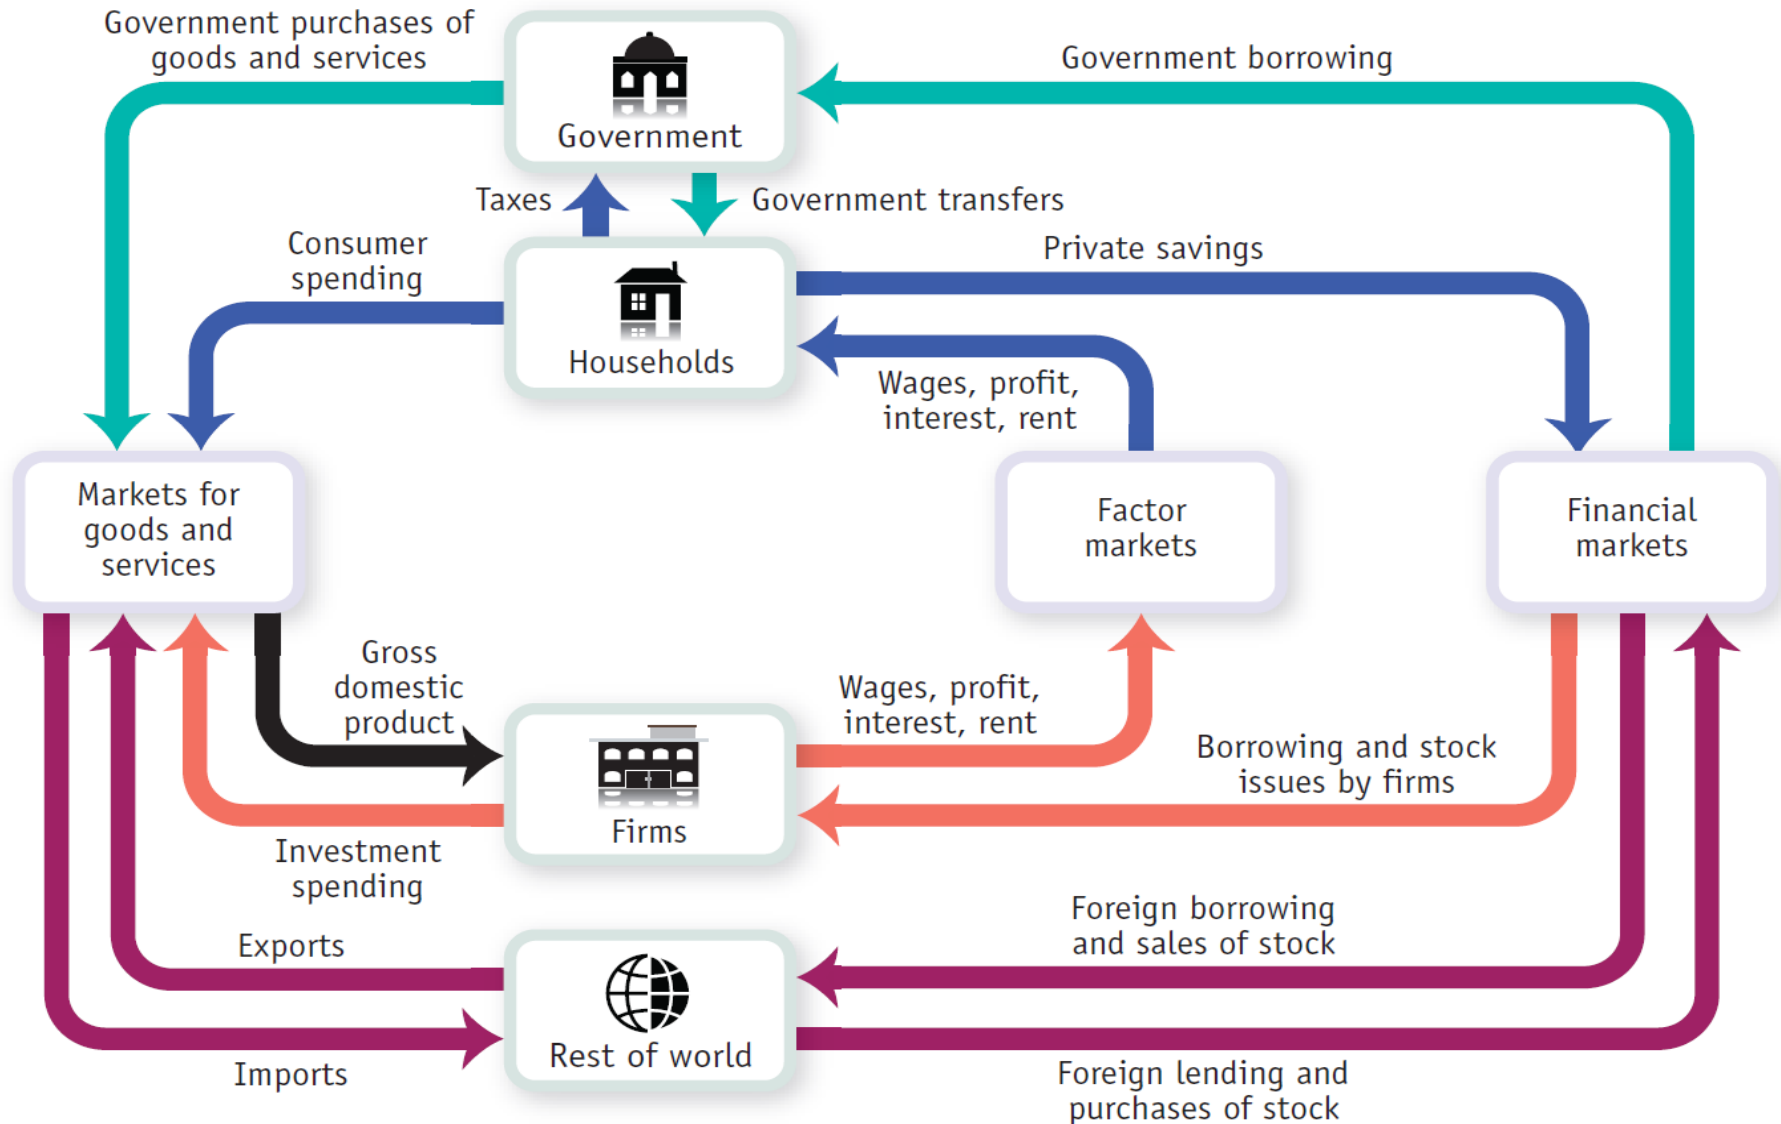 Government purchases of
goods and services
Government
Government borrowing
Taxes
Government transfers
Consumer
spending
Households
Private savings
Wages, profit,
interest, rent
Markets for
goods and
services
Factor
markets
Financial
markets
Gross
domestic
product
Wages, profit,
interest, rent
Borrowing and stock
issues by firms
Firms
Investment
spending
Exports
Foreign borrowing
and sales of stock
Rest of world
Imports
Foreign lending and
purchases of stock